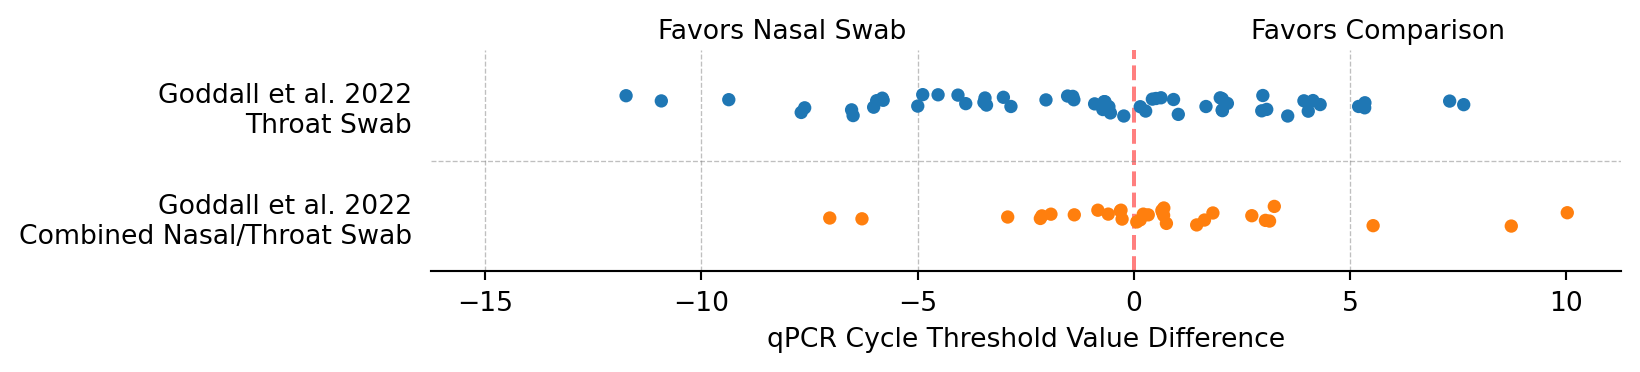 Favors Nasal Swab
Favors Comparison
Goddall et al. 2022
Throat Swab
Goddall et al. 2022
Combined Nasal/Throat Swab
−15
−10
−5
0
5
10
qPCR Cycle Threshold Value Difference